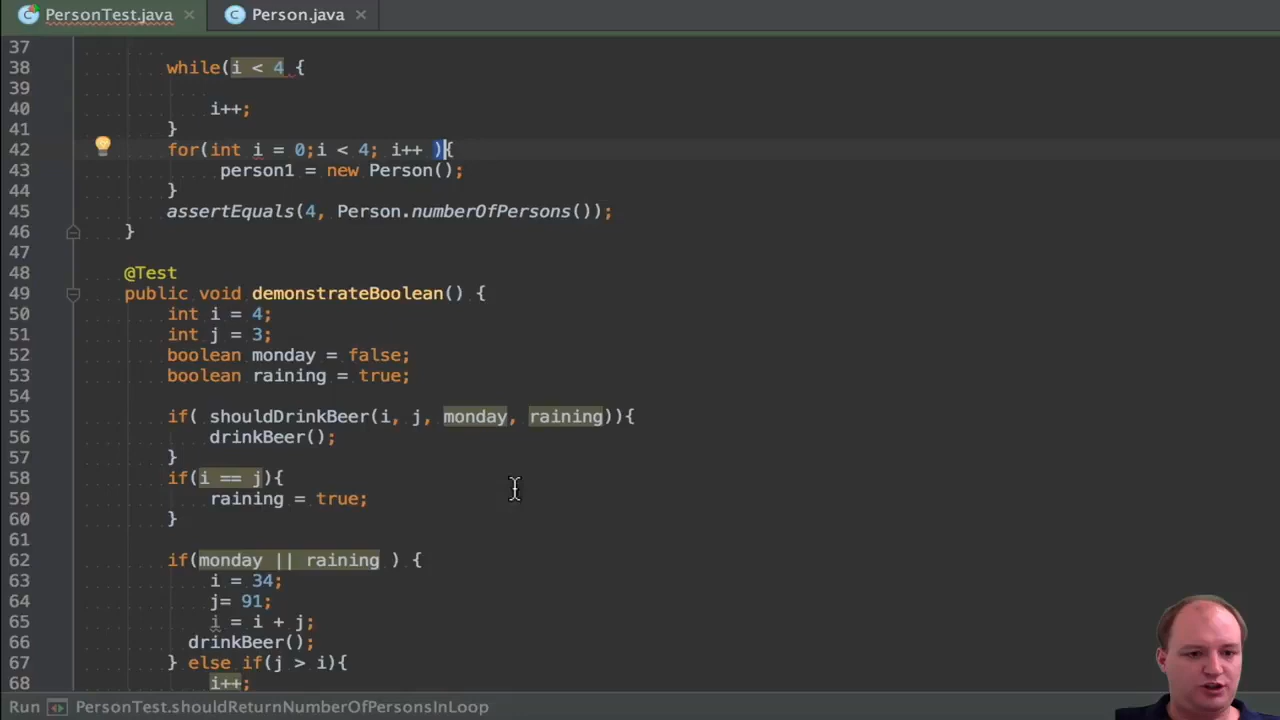 PersonTest.java Person.java
37
38 while(i < 4 {
39
40 i++;
41 }
42 for(int i = 0;i < 4; i++ ){
43 person1 = new Person();
44 }
45 assertEquals(4, Person.numberOfPersons());
46 }
47
48 @Test
49 public void demonstrateBoolean() {
50 int i = 4;
51 int j = 3;
52 boolean monday = false;
53 boolean raining = true;
54
55 if( shouldDrinkBeer(i, j, monday, raining)){
56 drinkBeer();
57 }
58 if(i == j){
59 raining = true;
60 }
61
62 if(monday || raining ) {
63 i = 34;
64 j= 91;
65 i = i + j;
66 drinkBeer();
67 } else if(j > i){
68 i++;
Run PersonTest.shouldReturnNumberOfPersonsInLoop